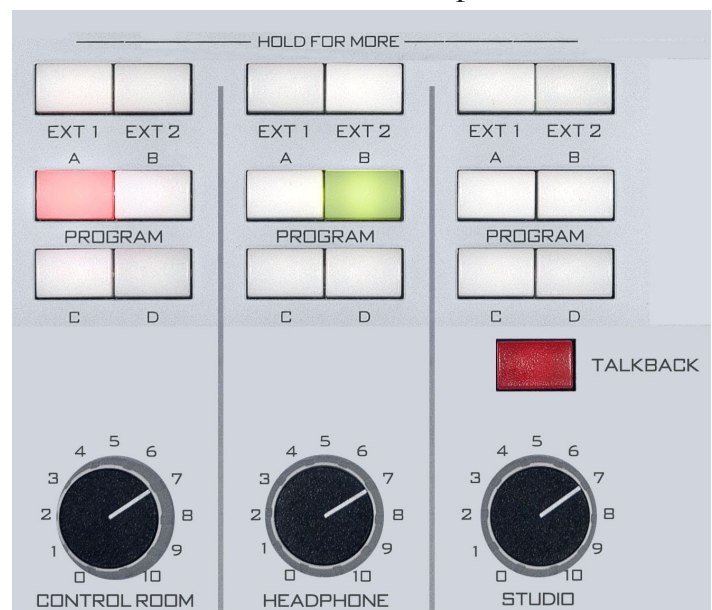 HOLD FOR MORE
EXT 1 EXT 2 EXT 1 EXT 2 EXT 1 EXT 2
A B A B A B
PROGRAM PROGRAM PROGRAM
C D C D C D
TALKBACK
0 1 2 3 4 5 6 7 8 9 10
CONTROL ROOM
0 1 2 3 4 5 6 7 8 9 10
HEADPHONE
0 1 2 3 4 5 6 7 8 9 10
STUDIO